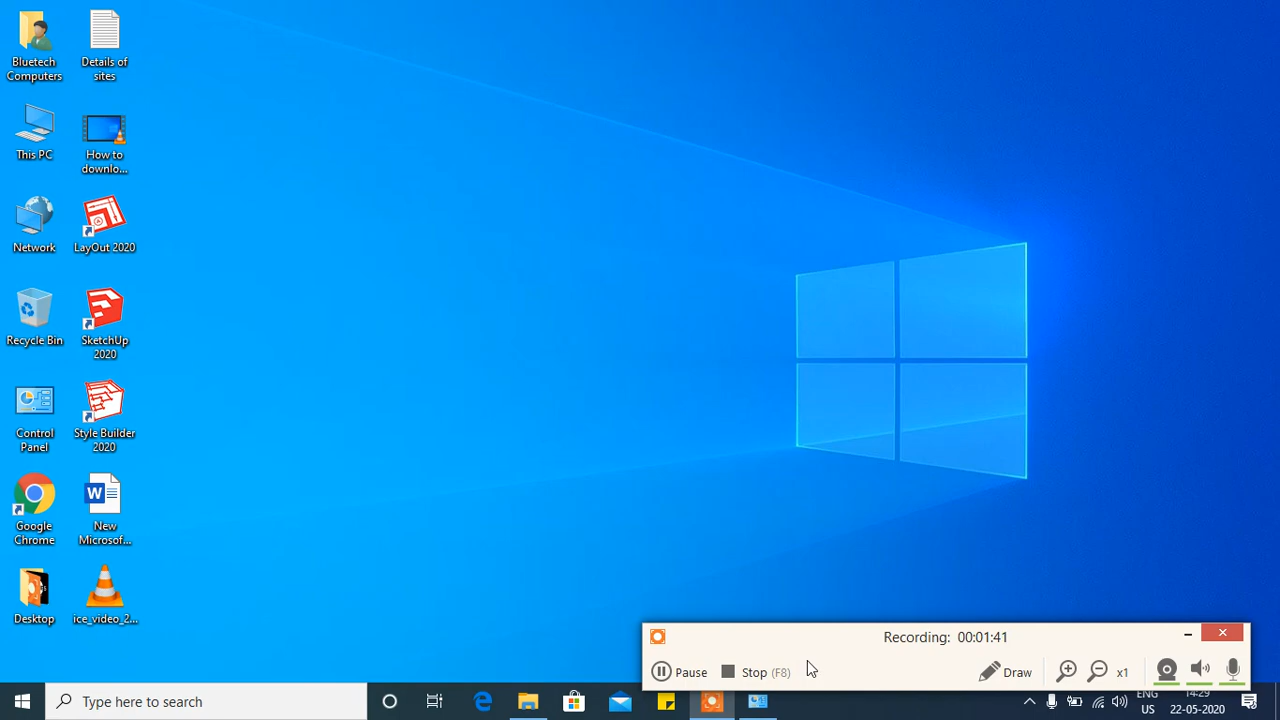 Bluetech
Computers
Details of
sites
This PC
How to
downlo...
Network
LayOut 2020
Recycle Bin
SketchUp
2020
Control
Panel
Style Builder
2020
Google
Chrome
W
New
Microsof...
Desktop
ice_video_2...
Recording: 00:01:41
Pause
Stop (F8)
Draw
x1
Type here to search
ENG
US
14:29
22-05-2020